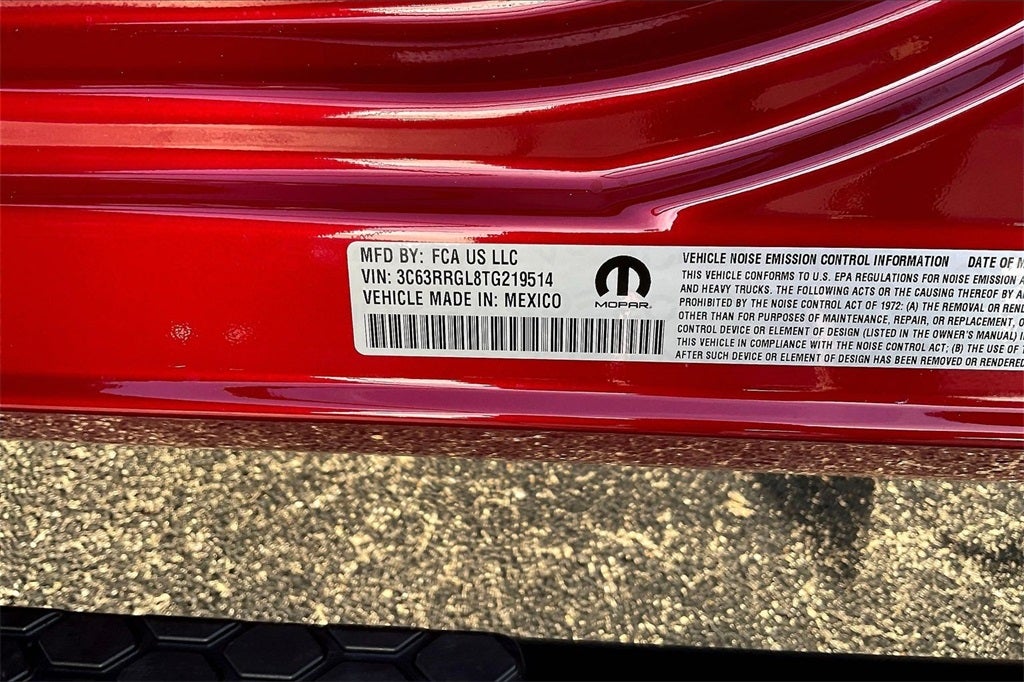 MFD BY: FCA US LLC
VIN: 3C63RRGL8TG219514
VEHICLE MADE IN: MEXICO
MOPAR
VEHICLE NOISE EMISSION CONTROL INFORMATION DATE OF M
THIS VEHICLE CONFORMS TO U.S. EPA REGULATIONS FOR NOISE EMISSION A
AND HEAVY TRUCKS. THE FOLLOWING ACTS OR THE CAUSING THEREOF BY A
PROHIBITED BY THE NOISE CONTROL ACT OF 1972: (A) THE REMOVAL OR REND
OTHER THAN FOR PURPOSES OF MAINTENANCE, REPAIR, OR REPLACEMENT, O
CONTROL DEVICE OR ELEMENT OF DESIGN (LISTED IN THE OWNER'S MANUAL) I
THIS VEHICLE IN COMPLIANCE WITH THE NOISE CONTROL ACT; (B) THE USE OF T
AFTER SUCH DEVICE OR ELEMENT OF DESIGN HAS BEEN REMOVED OR RENDERED